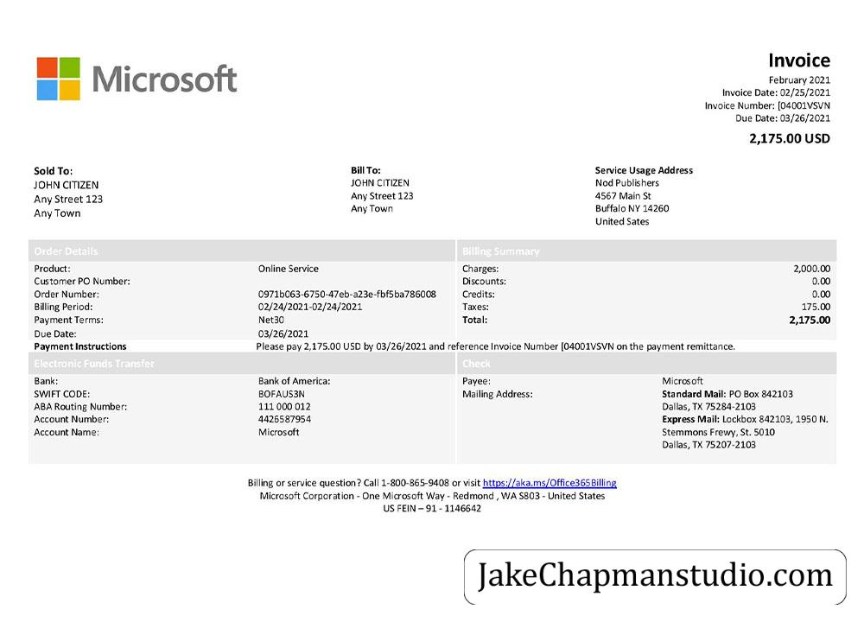 Microsoft
Invoice
February 2021
Invoice Date: 02/25/2021
Invoice Number: [04001VSVN
Due Date: 03/26/2021
2,175.00 USD
Sold To:
JOHN CITIZEN
Any Street 123
Any Town
Bill To:
JOHN CITIZEN
Any Street 123
Any Town
Service Usage Address
Nod Publishers
4567 Main St
Buffalo NY 14260
United Sates
Order Details
Product: Online Service
Customer PO Number:
Order Number: 0971b063-6750-47eb-a23e-fbf5ba786008
Billing Period: 02/24/2021-02/24/2021
Payment Terms: Net30
Due Date: 03/26/2021
Billing Summary
Charges: 2,000.00
Discounts: 0.00
Credits: 0.00
Taxes: 175.00
Total: 2,175.00
Payment Instructions Please pay 2,175.00 USD by 03/26/2021 and reference Invoice Number [04001VSVN on the payment remittance.
Electronic Funds Transfer
Bank: Bank of America:
SWIFT CODE: BOFAUS3N
ABA Routing Number: 111 000 012
Account Number: 4426587954
Account Name: Microsoft
Check
Payee: Microsoft
Mailing Address: Standard Mail: PO Box 842103
Dallas, TX 75284-2103
Express Mail: Lockbox 842103, 1950 N.
Stemmons Frewy, St. 5010
Dallas, TX 75207-2103
Billing or service question? Call 1-800-865-9408 or visit https://aka.ms/Office365Billing
Microsoft Corporation - One Microsoft Way - Redmond , WA S803 - United States
US FEIN – 91 - 1146642
JakeChapmanstudio.com